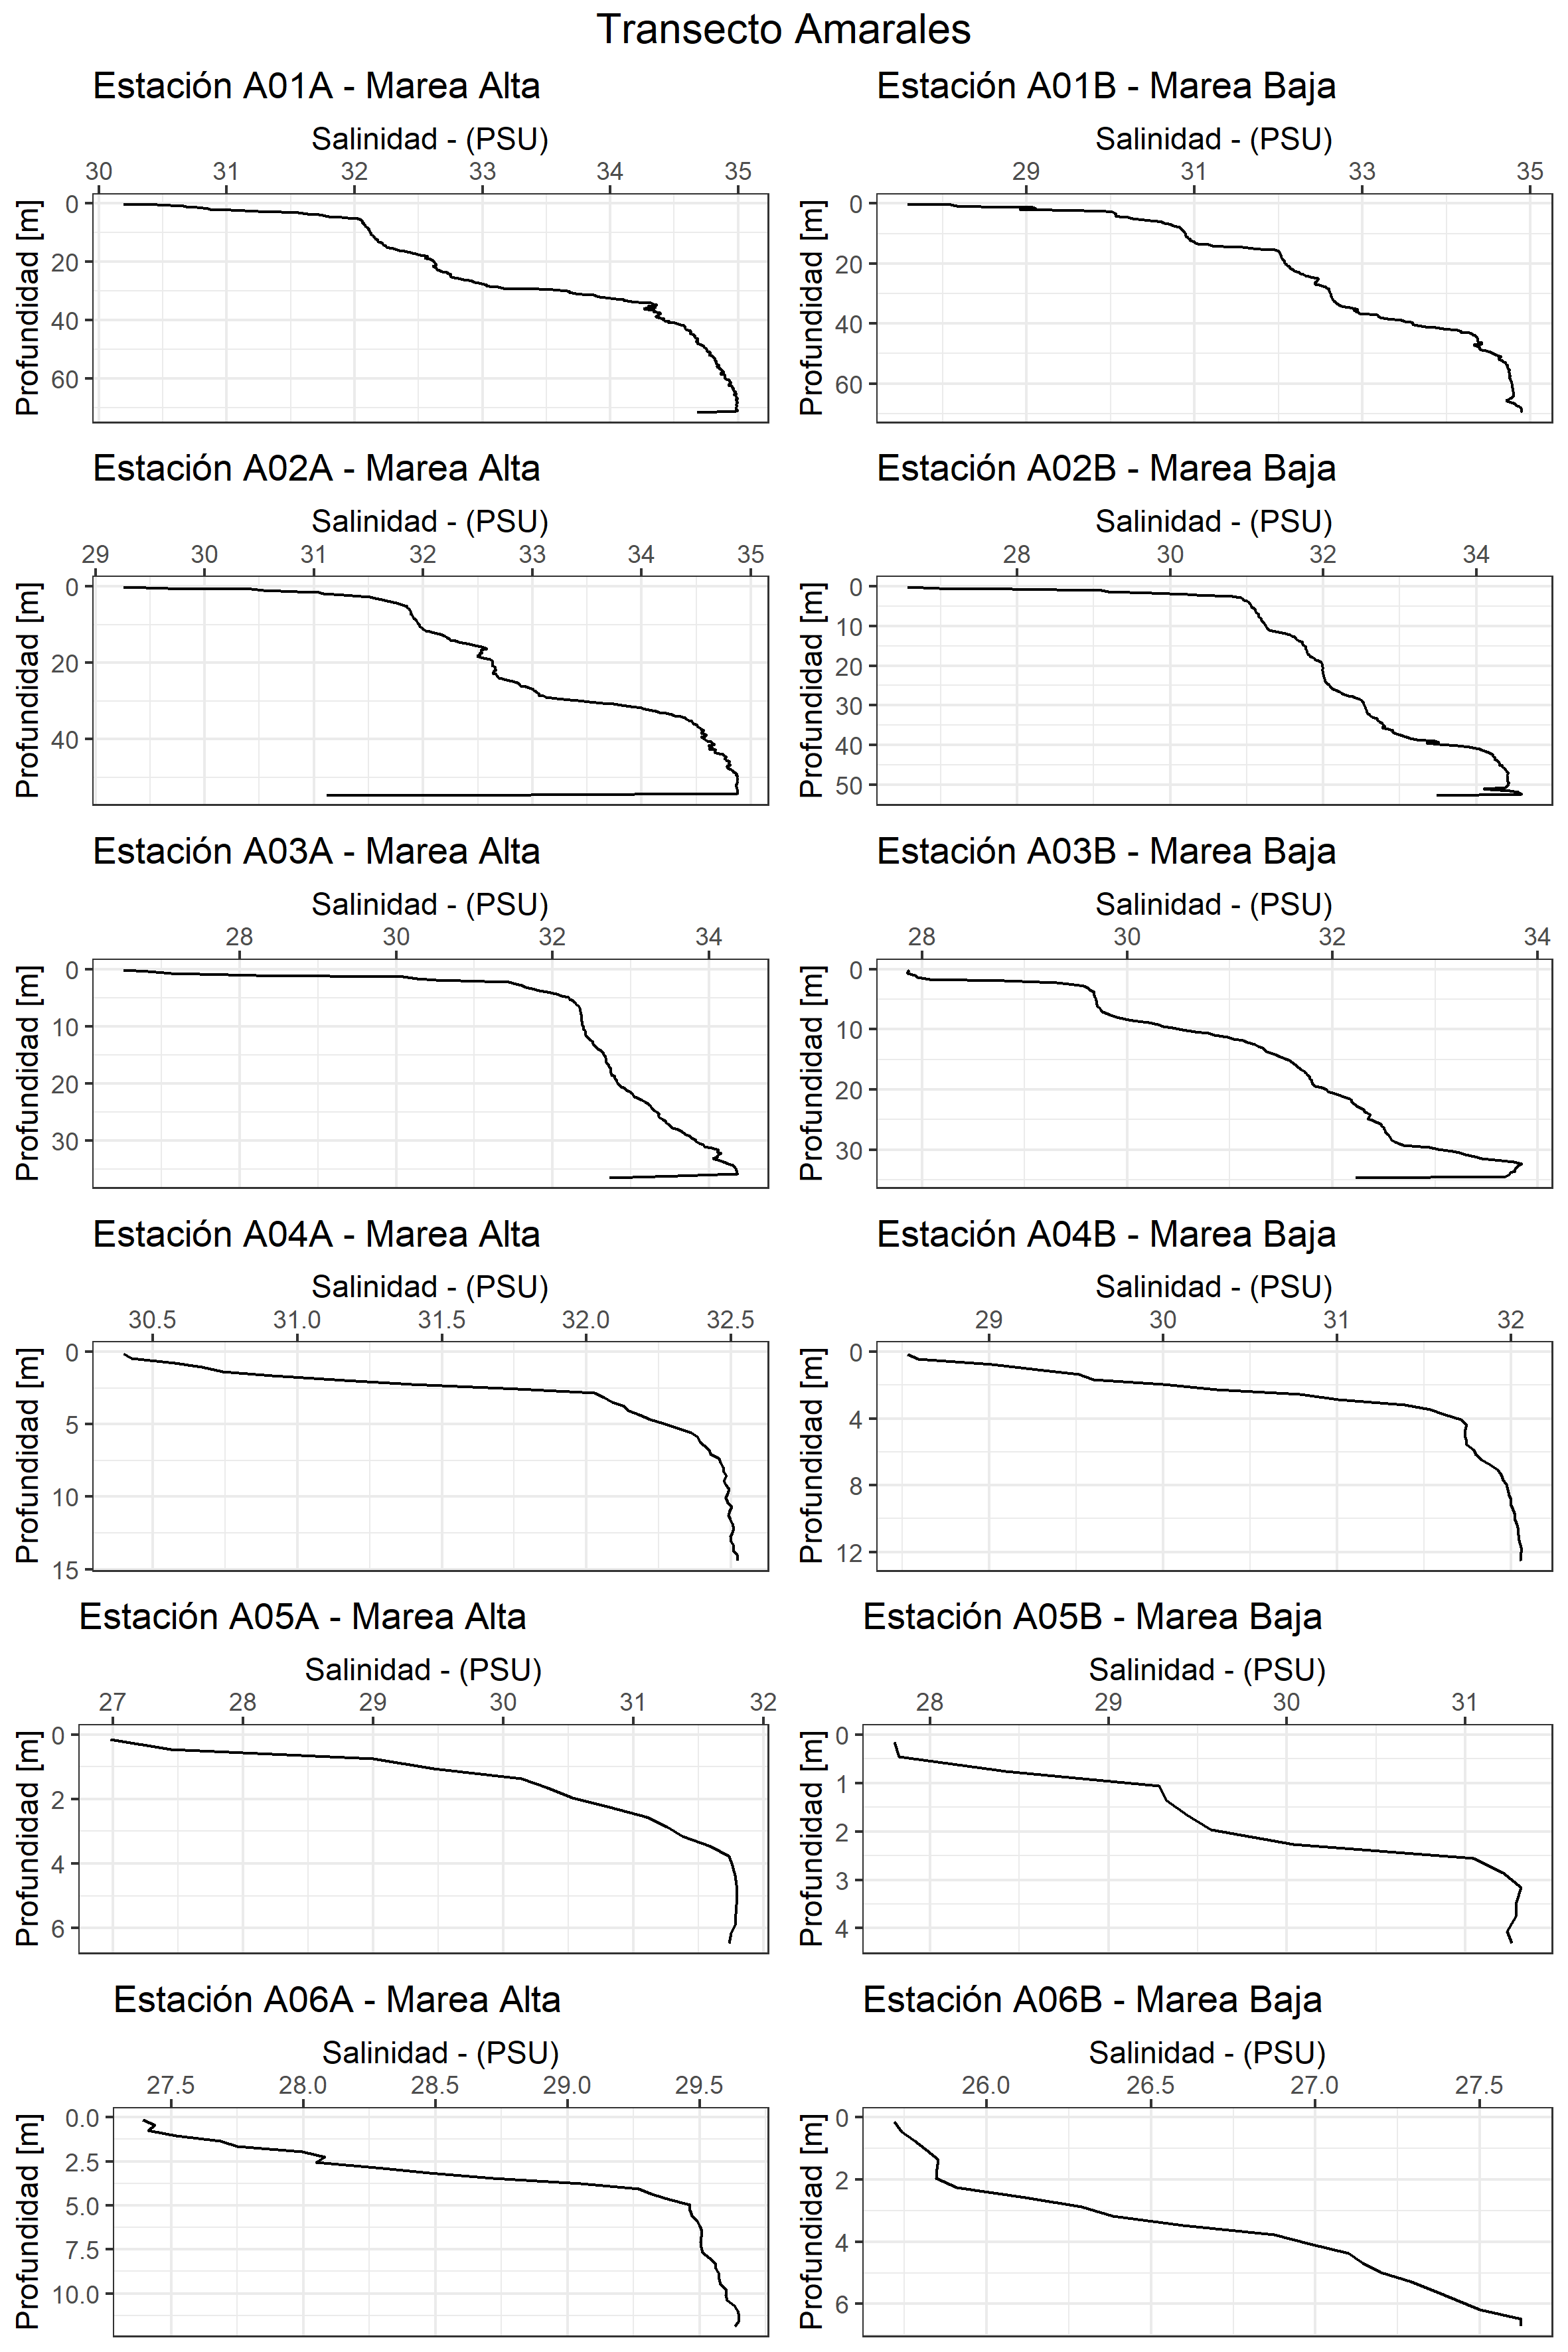 Transecto Amarales
Estación A01A - Marea Alta
Salinidad - (PSU)
30 31 32 33 34 35
Profundidad [m]
0
20
40
60
Estación A01B - Marea Baja
Salinidad - (PSU)
29 31 33 35
Profundidad [m]
0
20
40
60
Estación A02A - Marea Alta
Salinidad - (PSU)
29 30 31 32 33 34 35
Profundidad [m]
0
20
40
Estación A02B - Marea Baja
Salinidad - (PSU)
28 30 32 34
Profundidad [m]
0
10
20
30
40
50
Estación A03A - Marea Alta
Salinidad - (PSU)
28 30 32 34
Profundidad [m]
0
10
20
30
Estación A03B - Marea Baja
Salinidad - (PSU)
28 30 32 34
Profundidad [m]
0
10
20
30
Estación A04A - Marea Alta
Salinidad - (PSU)
30.5 31.0 31.5 32.0 32.5
Profundidad [m]
0
5
10
15
Estación A04B - Marea Baja
Salinidad - (PSU)
29 30 31 32
Profundidad [m]
0
4
8
12
Estación A05A - Marea Alta
Salinidad - (PSU)
27 28 29 30 31 32
Profundidad [m]
0
2
4
6
Estación A05B - Marea Baja
Salinidad - (PSU)
28 29 30 31
Profundidad [m]
0
1
2
3
4
Estación A06A - Marea Alta
Salinidad - (PSU)
27.5 28.0 28.5 29.0 29.5
Profundidad [m]
0.0
2.5
5.0
7.5
10.0
Estación A06B - Marea Baja
Salinidad - (PSU)
26.0 26.5 27.0 27.5
Profundidad [m]
0
2
4
6